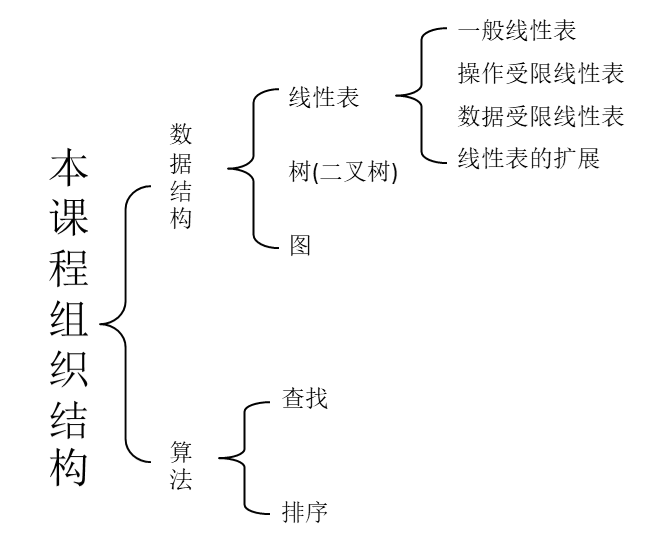 本课程组织结构
数据结构
线性表
一般线性表
操作受限线性表
数据受限线性表
线性表的扩展
树(二叉树)
图
算法
查找
排序